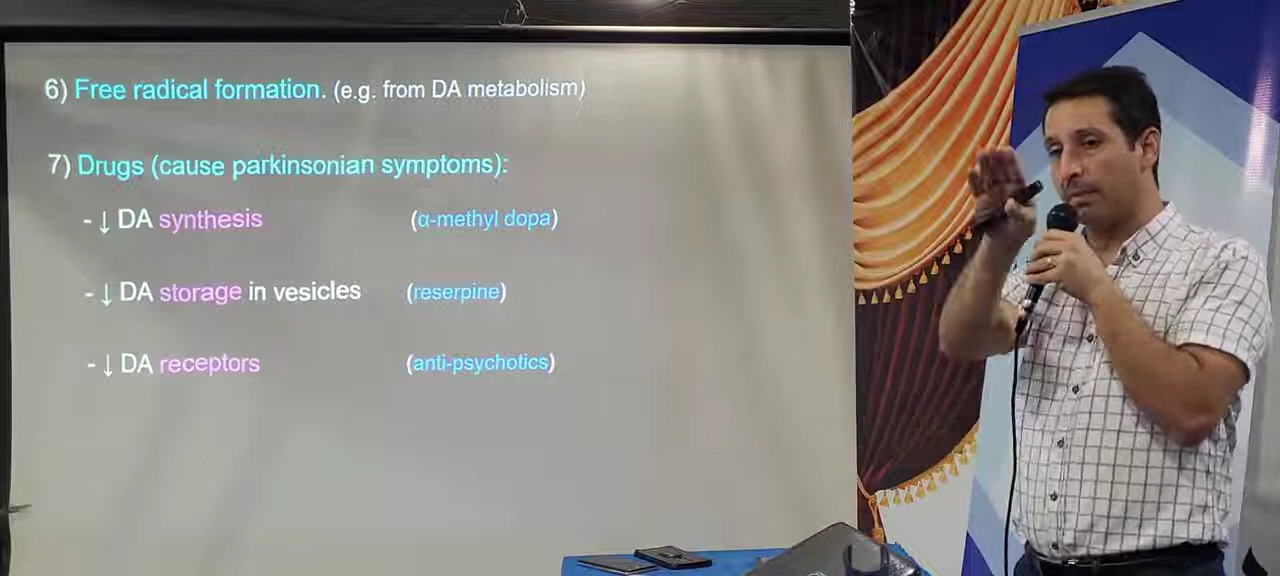 6) Free radical formation. (e.g. from DA metabolism)
7) Drugs (cause parkinsonian symptoms):
- ↓ DA synthesis (α-methyl dopa)
- ↓ DA storage in vesicles (reserpine)
- ↓ DA receptors (anti-psychotics)